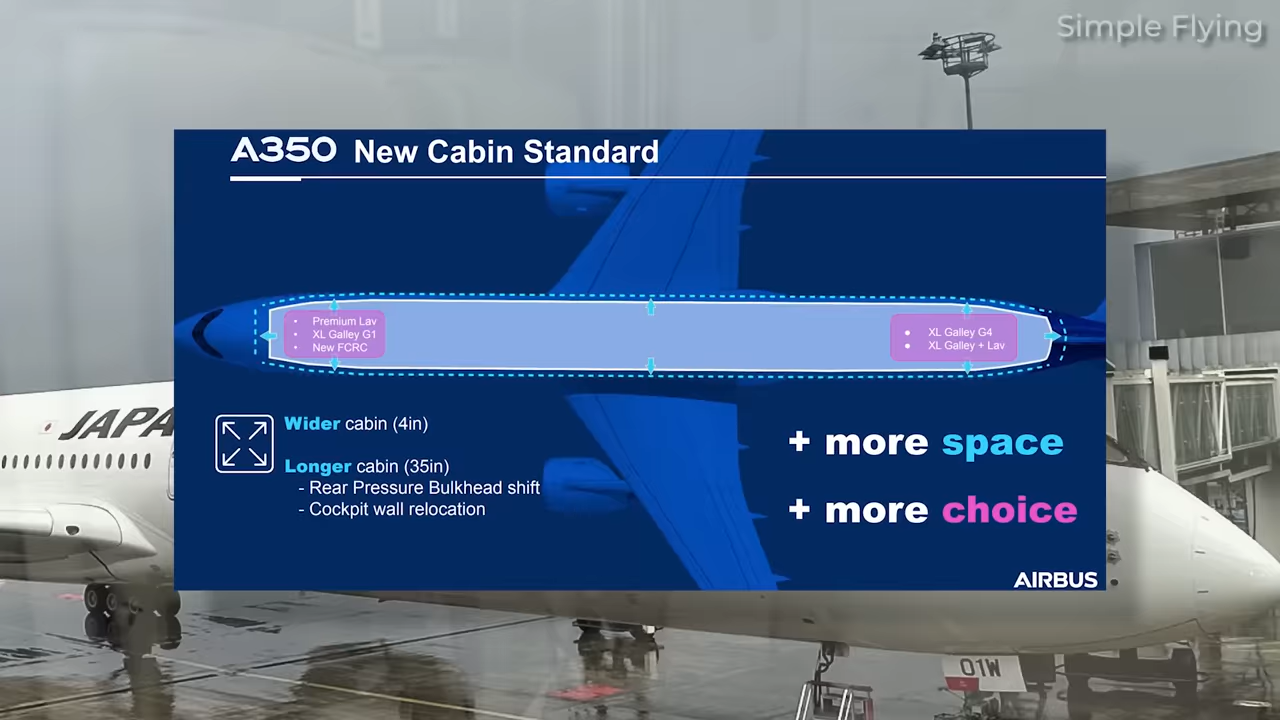 Simple Flying
A350 New Cabin Standard
• Premium Lav
• XL Galley G1
• New FCRC
• XL Galley G4
• XL Galley + Lav
Wider cabin (4in)
Longer cabin (35in)
- Rear Pressure Bulkhead shift
- Cockpit wall relocation
+ more space
+ more choice
AIRBUS
JAPA
01W